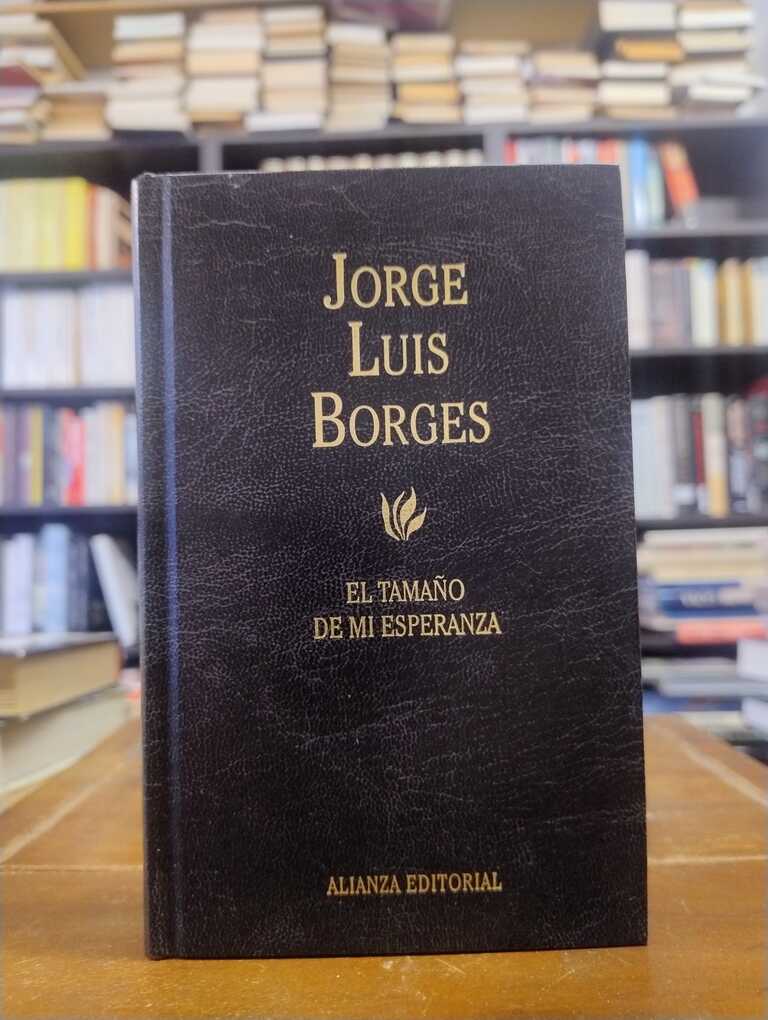 JORGE
LUIS
BORGES
EL TAMAÑO
DE MI ESPERANZA
ALIANZA EDITORIAL